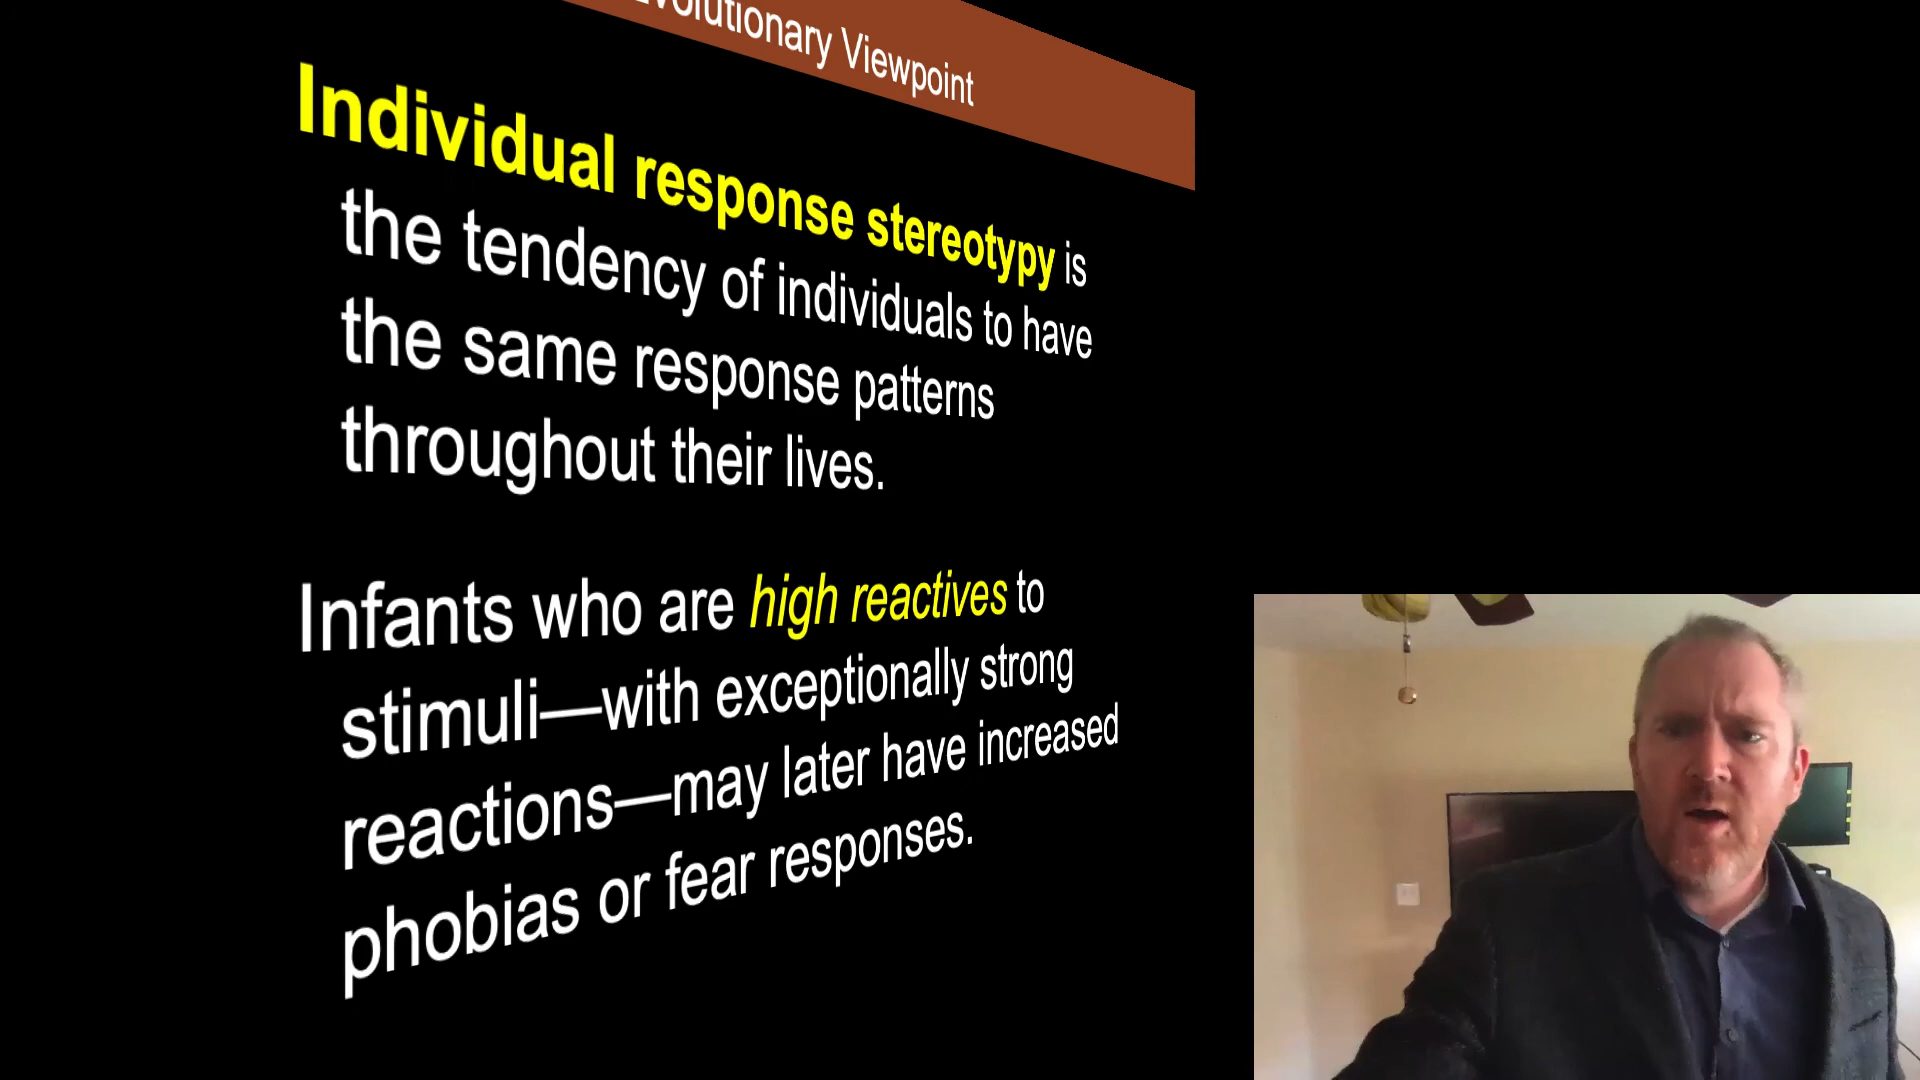 Evolutionary Viewpoint
Individual response stereotypy is
the tendency of individuals to have
the same response patterns
throughout their lives.
Infants who are high reactives to
stimuli—with exceptionally strong
reactions—may later have increased
phobias or fear responses.